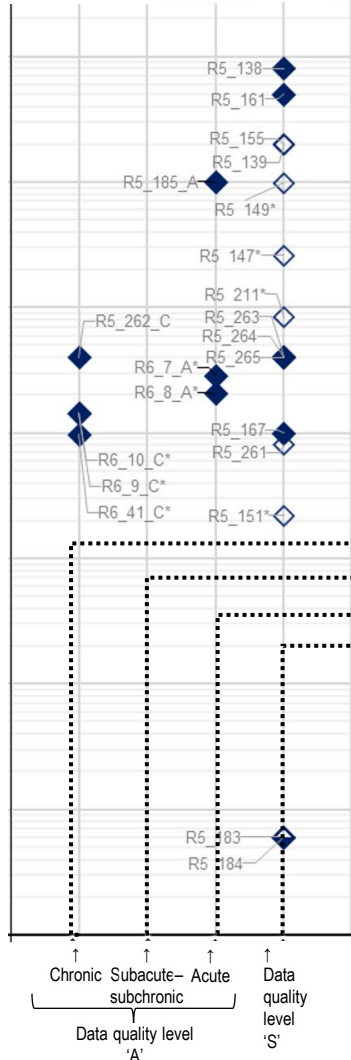 R5_138
R5_161
R5_155
R5_139
R5_185_A
R5 149*
R5 147*
R5 211*
R5_262_C
R5_263
R5_264
R5_265
R6_7_A*
R6_8_A*
R5_167
R5_261
R6_10_C*
R6_9_C*
R6_41_C*
R5_151*
R5_183
R5 184
↑ ↑ ↑ ↑
Chronic Subacute– Acute Data
subchronic quality
level
Data quality level ‘S’
‘A’